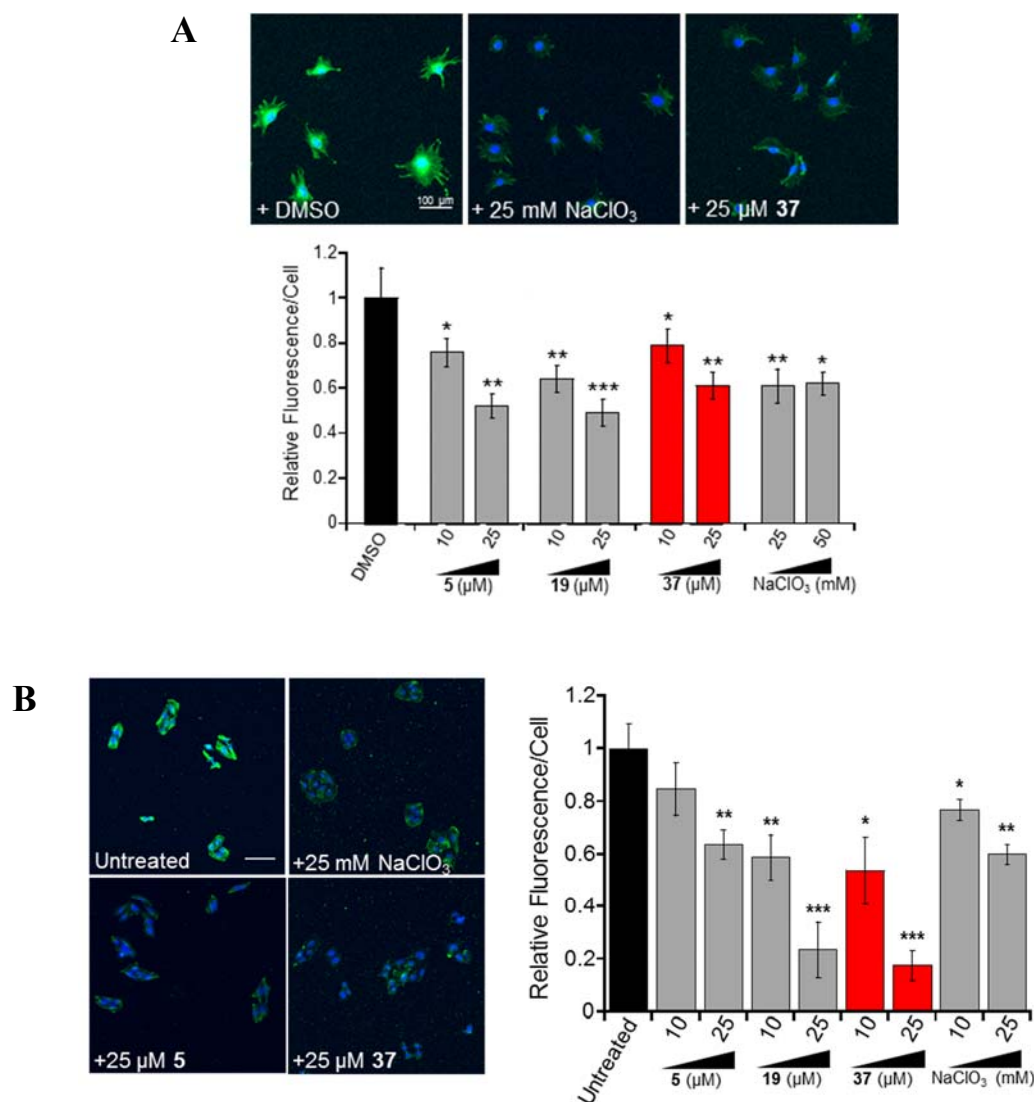 A
+ DMSO
100 µm
+ 25 mM NaClO₃
+ 25 µM 37
Relative Fluorescence/Cell
1.2
1
0.8
0.6
0.4
0.2
0
*
**
**
***
*
**
**
*
DMSO
10
25
10
25
10
25
25
50
5 (µM)
19 (µM)
37 (µM)
NaClO₃ (mM)
B
Untreated
+25 mM NaClO₃
+25 µM 5
+25 µM 37
Relative Fluorescence/Cell
1.2
1
0.8
0.6
0.4
0.2
0
**
**
***
*
***
*
**
Untreated
10
25
10
25
10
25
10
25
5 (µM)
19 (µM)
37 (µM)
NaClO₃ (mM)